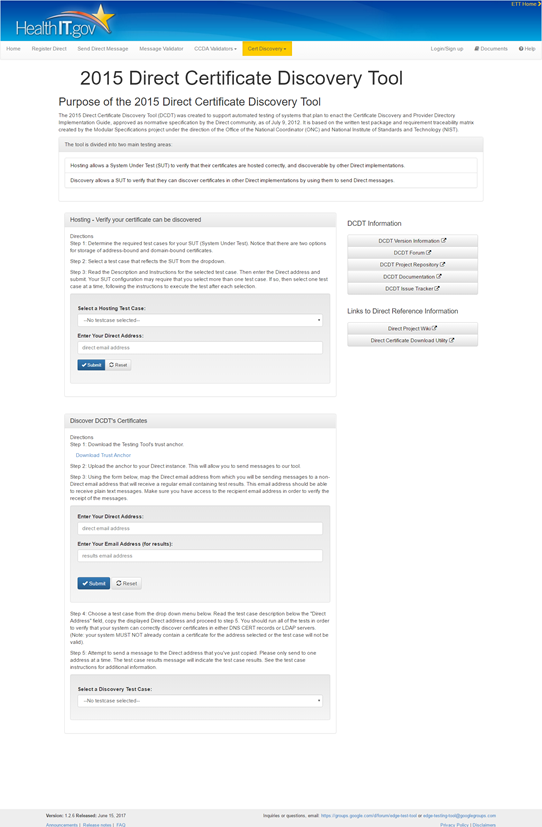 ETT Home
HealthIT.gov
Home Register Direct Send Direct Message Message Validator CCDA Validators Cert Discovery Login/Sign up Documents Help
2015 Direct Certificate Discovery Tool
Purpose of the 2015 Direct Certificate Discovery Tool
The 2015 Direct Certificate Discovery Tool (DCDT) was created to support automated testing of systems that plan to enact the Certificate Discovery and Provider Directory
Implementation Guide, approved as normative specification by the Direct community, as of July 9, 2012. It is based on the written test package and requirement traceability matrix
created by the Modular Specifications project under the direction of the Office of the National Coordinator (ONC) and National Institute of Standards and Technology (NIST).
The tool is divided into two main testing areas:
Hosting allows a System Under Test (SUT) to verify that their certificates are hosted correctly, and discoverable by other Direct implementations.
Discovery allows a SUT to verify that they can discover certificates in other Direct implementations by using them to send Direct messages.
Hosting - Verify your certificate can be discovered
Directions
Step 1: Determine the required test cases for your SUT (System Under Test). Notice that there are two options
for storage of address-bound and domain-bound certificates.
Step 2: Select a test case that reflects the SUT from the dropdown.
Step 3: Read the Description and Instructions for the selected test case. Then enter the Direct address and
submit. Your SUT configuration may require that you select more than one test case. If so, then select one test
case at a time, following the instructions to execute the test after each selection.
Select a Hosting Test Case:
--No testcase selected--
Enter Your Direct Address:
direct email address
Submit Reset
DCDT Information
DCDT Version Information
DCDT Forum
DCDT Project Repository
DCDT Documentation
DCDT Issue Tracker
Links to Direct Reference Information
Direct Project Wiki
Direct Certificate Download Utility
Discover DCDT's Certificates
Directions
Step 1: Download the Testing Tool's trust anchor
Download Trust Anchor
Step 2: Upload the anchor to your Direct instance. This will allow you to send messages to our tool.
Step 3: Using the form below, map the Direct email address from which you will be sending messages to a non-
Direct email address that will receive a regular email containing test results. This email address should be able
to receive plain text messages. Make sure you have access to the recipient email address in order to verify the
receipt of the messages.
Enter Your Direct Address:
direct email address
Enter Your Email Address (for results):
results email address
Submit Reset
Step 4: Choose a test case from the drop down menu below. Read the test case description below the "Direct
Address" field, copy the displayed Direct address and proceed to step 5. You should run all of the tests in order
to verify that your system can correctly discover certificates in either DNS CERT records or LDAP servers.
(Note: your system MUST NOT already contain a certificate for the address selected or the test case will not be
valid).
Step 5: Attempt to send a message to the Direct address that you've just copied. Please only send to one
address at a time. The test case results message will indicate the test case results. See the test case
instructions for additional information.
Select a Discovery Test Case:
--No testcase selected--
Version: 1.2.6 Released: June 15, 2017
Inquiries or questions, email: https://groups.google.com/d/forum/edge-test-tool or edge-testing-tool@googlegroups.com
Announcements | Release notes | FAQ
Privacy Policy | Disclaimers